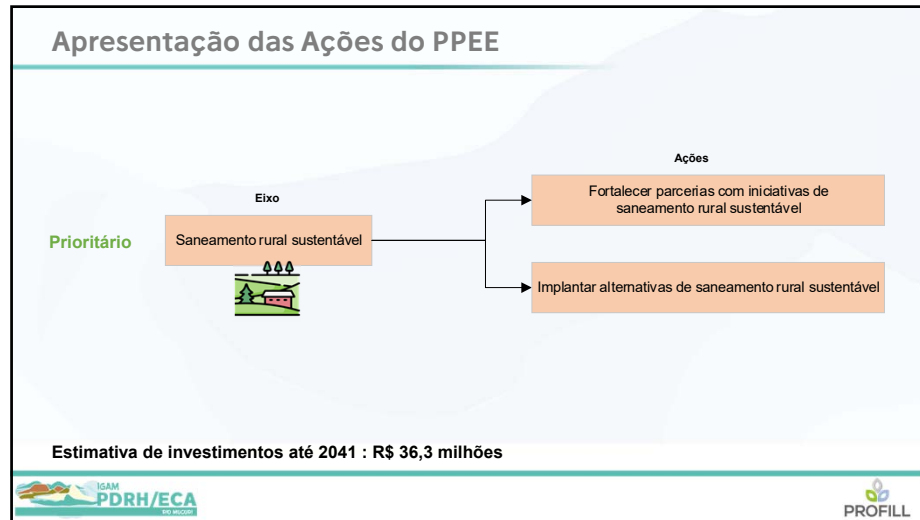 Apresentação das Ações do PPEE
Ações
Eixo
Prioritário
Saneamento rural sustentável
Fortalecer parcerias com iniciativas de
saneamento rural sustentável
Implantar alternativas de saneamento rural sustentável
Estimativa de investimentos até 2041 : R$ 36,3 milhões
IGAM
PDRH/ECA
PROFILL